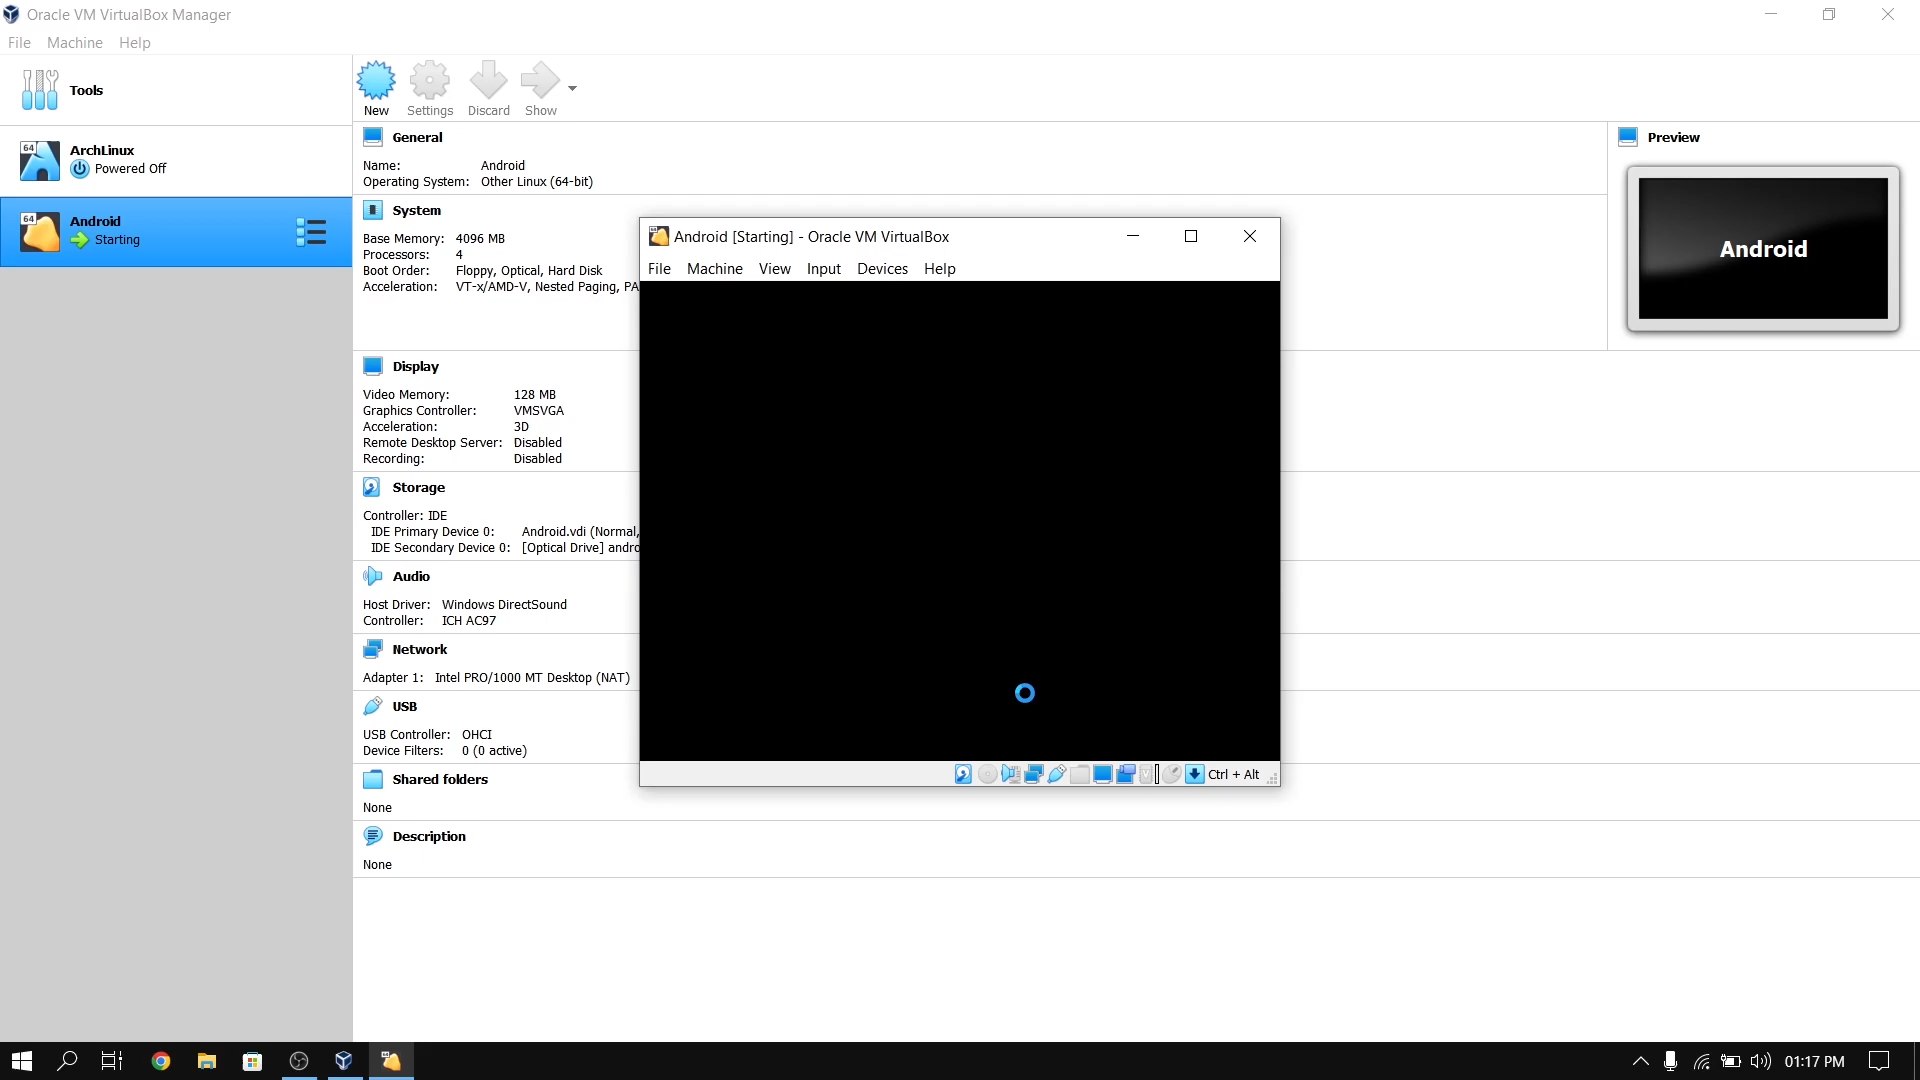 Oracle VM VirtualBox Manager
File Machine Help
Tools
New Settings Discard Show
64 ArchLinux
Powered Off
64 Android
Starting
General
Name: Android
Operating System: Other Linux (64-bit)
System
Base Memory: 4096 MB
Processors: 4
Boot Order: Floppy, Optical, Hard Disk
Acceleration: VT-x/AMD-V, Nested Paging, PA
Display
Video Memory: 128 MB
Graphics Controller: VMSVGA
Acceleration: 3D
Remote Desktop Server: Disabled
Recording: Disabled
Storage
Controller: IDE
IDE Primary Device 0: Android.vdi (Normal,
IDE Secondary Device 0: [Optical Drive] andro
Audio
Host Driver: Windows DirectSound
Controller: ICH AC97
Network
Adapter 1: Intel PRO/1000 MT Desktop (NAT)
USB
USB Controller: OHCI
Device Filters: 0 (0 active)
Shared folders
None
Description
None
Preview
Android
Android [Starting] - Oracle VM VirtualBox
File Machine View Input Devices Help
Ctrl + Alt
01:17 PM